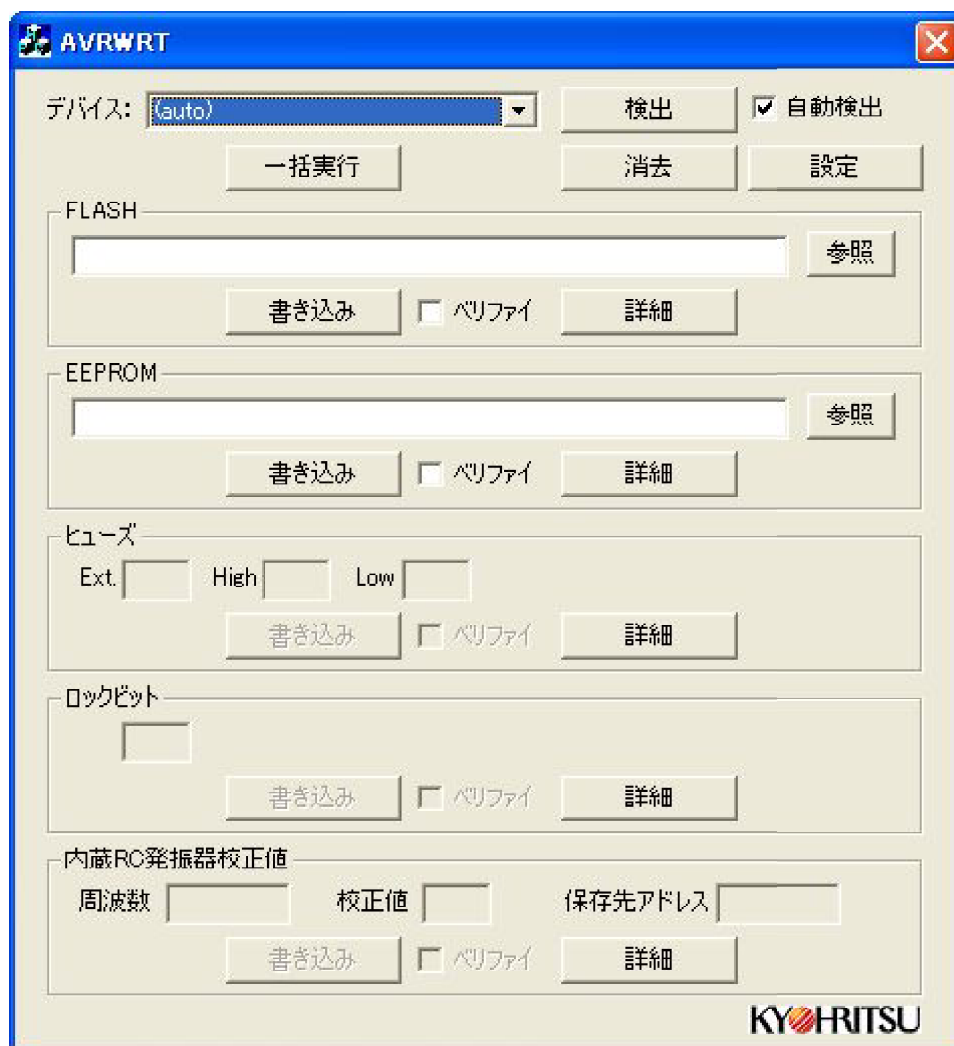 AVRWRT
デバイス: (auto) 検出 自動検出
一括実行 消去 設定
FLASH
参照
書き込み ベリファイ 詳細
EEPROM
参照
書き込み ベリファイ 詳細
ヒューズ
Ext. High Low
書き込み ベリファイ 詳細
ロックビット
書き込み ベリファイ 詳細
内蔵RC発振器校正値
周波数 校正値 保存先アドレス
書き込み ベリファイ 詳細
KYOHRITSU